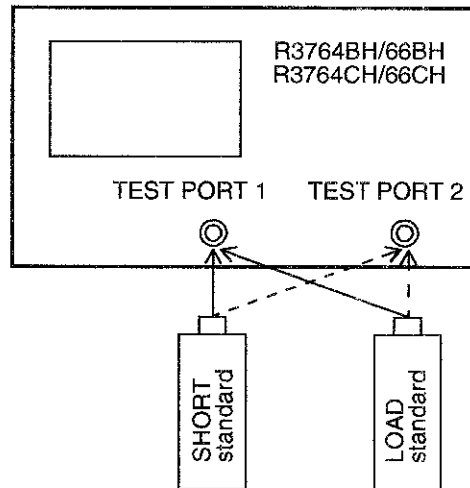 R3764BH/66BH
R3764CH/66CH
TEST PORT 1
TEST PORT 2
SHORT
standard
LOAD
standard